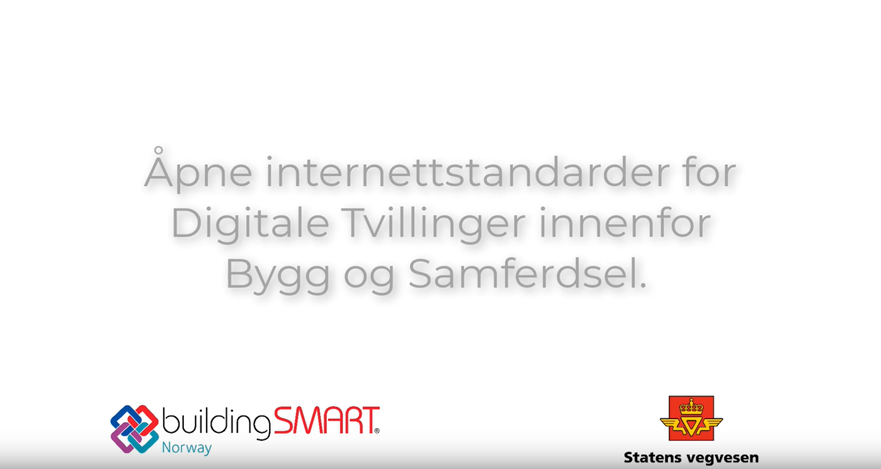 Åpne internettstandarder for
Digitale Tvillinger innenfor
Bygg og Samferdsel.
buildingSMART®
Norway
Statens vegvesen